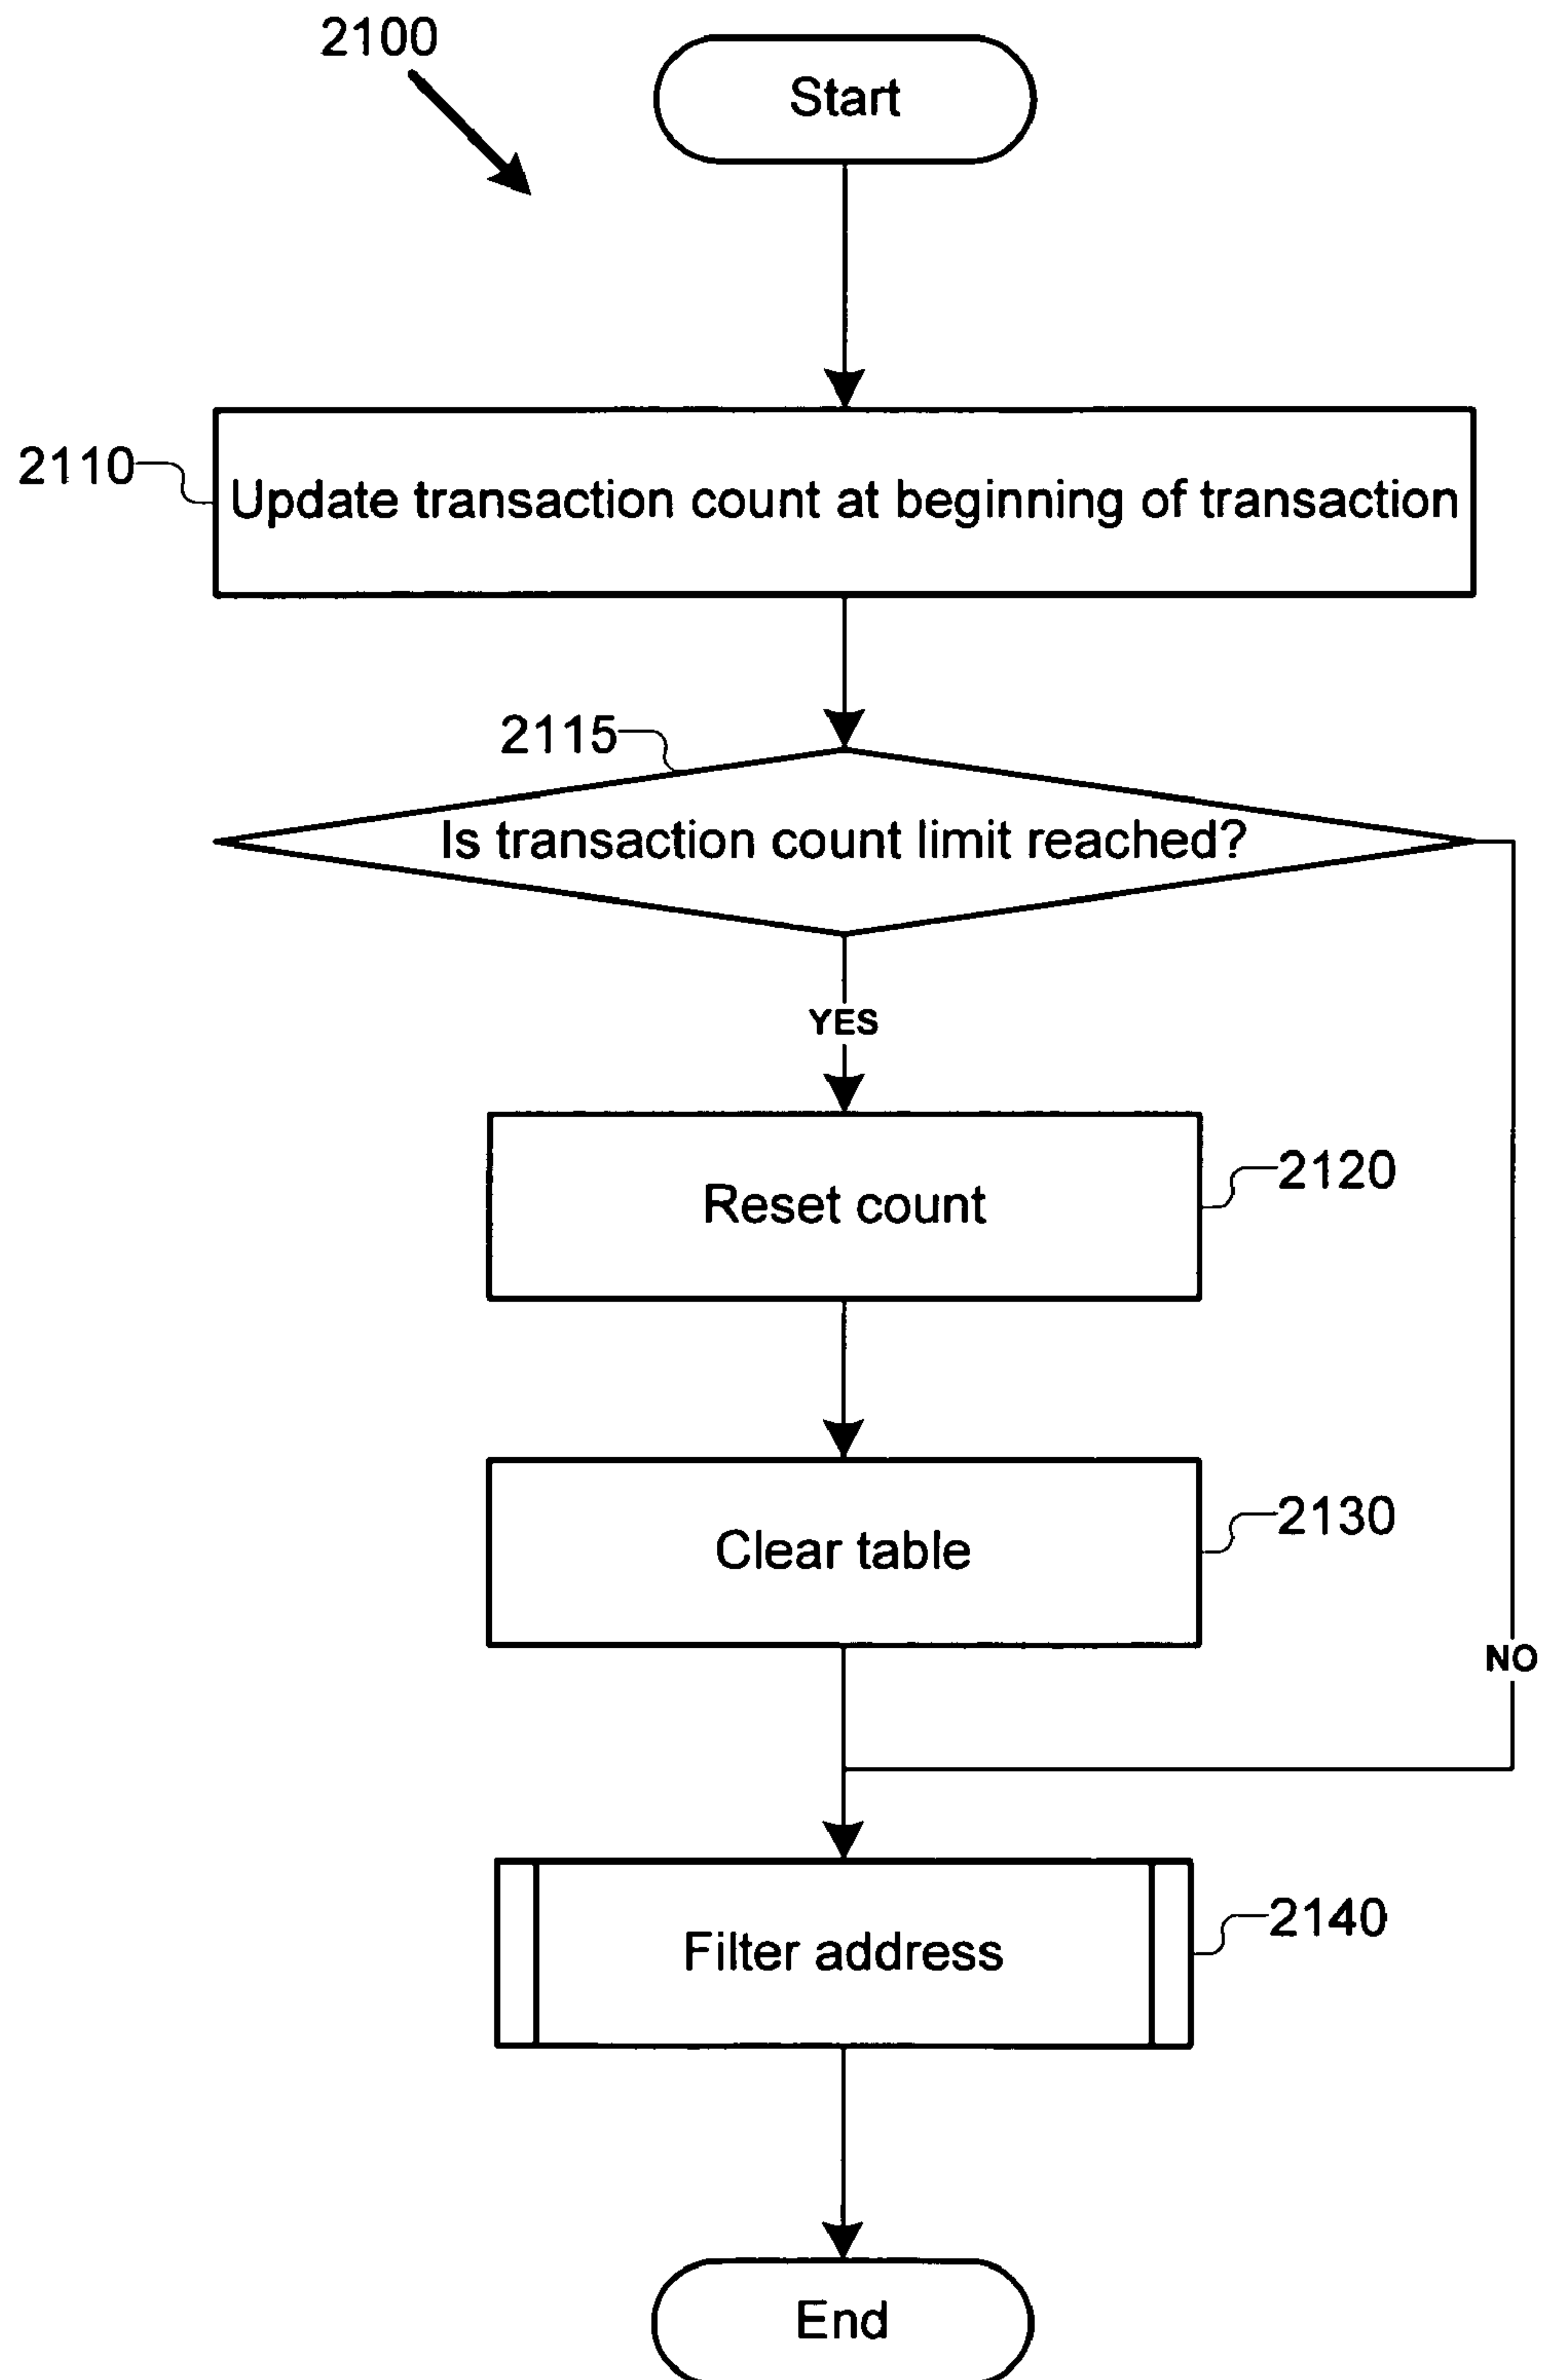 2100
Start
2110
Update transaction count at beginning of transaction
2115
Is transaction count limit reached?
YES
Reset count
2120
Clear table
2130
NO
Filter address
2140
End